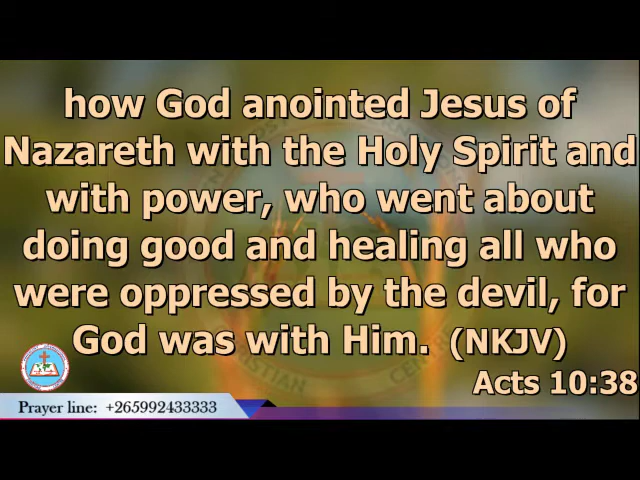 how God anointed Jesus of
Nazareth with the Holy Spirit and
with power, who went about
doing good and healing all who
were oppressed by the devil, for
God was with Him. (NKJV)
Acts 10:38
Prayer line: +265992433333
CHRISTIAN
CENTRE